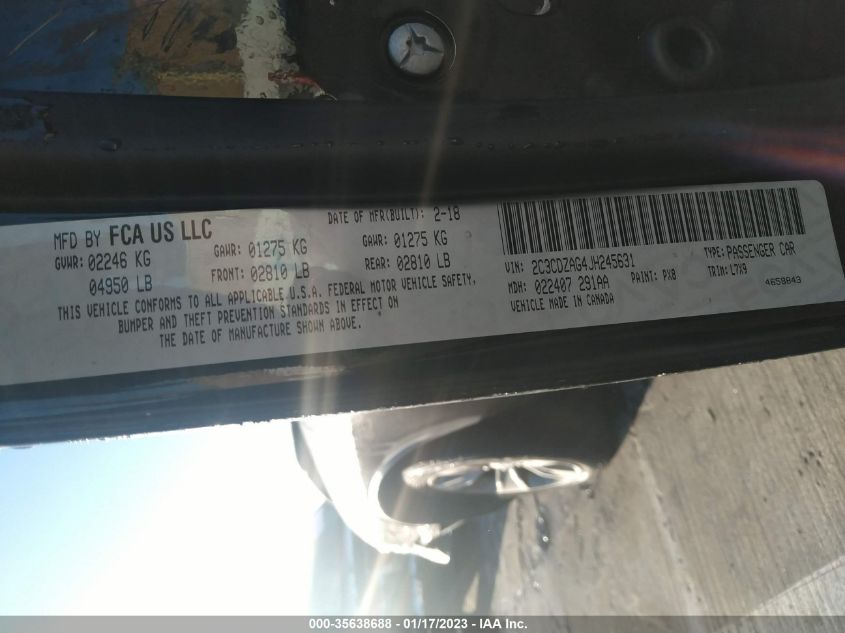 MFD BY FCA US LLC
DATE OF MFR(BUILT): 2-18
GVWR: 02246 KG
GAWR: 01275 KG
GAWR: 01275 KG
04950 LB
FRONT: 02810 LB
REAR: 02810 LB
THIS VEHICLE CONFORMS TO ALL APPLICABLE U.S.A. FEDERAL MOTOR VEHICLE SAFETY,
BUMPER AND THEFT PREVENTION STANDARDS IN EFFECT ON
THE DATE OF MANUFACTURE SHOWN ABOVE.
VIN: 2C3CDZAG4JH245631
TYPE: PASSENGER CAR
MDH: 022407 291AA
PAINT: PX8
TRIM: L7X9
VEHICLE MADE IN CANADA
4658843
000-35638688 - 01/17/2023 - IAA Inc.